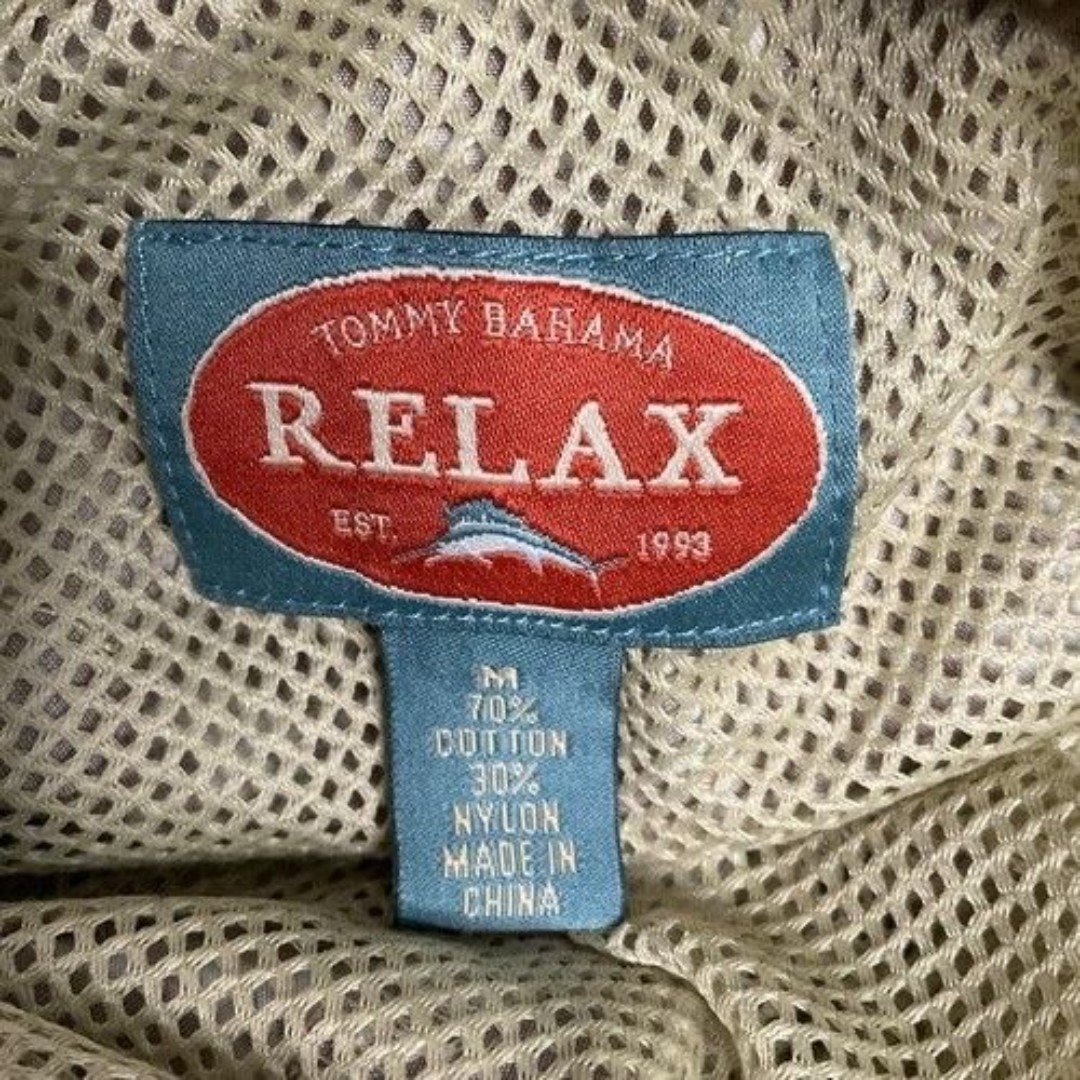 TOMMY BAHAMA
RELAX
EST. 1993
M
70%
COTTON
30%
NYLON
MADE IN
CHINA